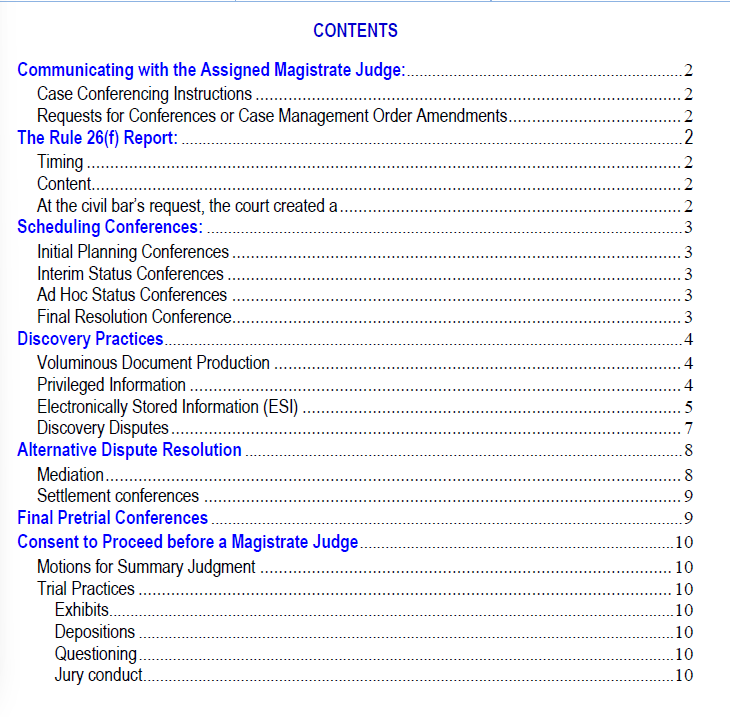 CONTENTS
Communicating with the Assigned Magistrate Judge:.......... 2
Case Conferencing Instructions .......... 2
Requests for Conferences or Case Management Order Amendments.......... 2
The Rule 26(f) Report: .......... 2
Timing .......... 2
Content.......... 2
At the civil bar's request, the court created a .......... 2
Scheduling Conferences: .......... 3
Initial Planning Conferences .......... 3
Interim Status Conferences .......... 3
Ad Hoc Status Conferences .......... 3
Final Resolution Conference.......... 3
Discovery Practices.......... 4
Voluminous Document Production .......... 4
Privileged Information .......... 4
Electronically Stored Information (ESI) .......... 5
Discovery Disputes .......... 7
Alternative Dispute Resolution .......... 8
Mediation.......... 8
Settlement conferences .......... 9
Final Pretrial Conferences .......... 9
Consent to Proceed before a Magistrate Judge.......... 10
Motions for Summary Judgment .......... 10
Trial Practices .......... 10
Exhibits.......... 10
Depositions .......... 10
Questioning .......... 10
Jury conduct.......... 10